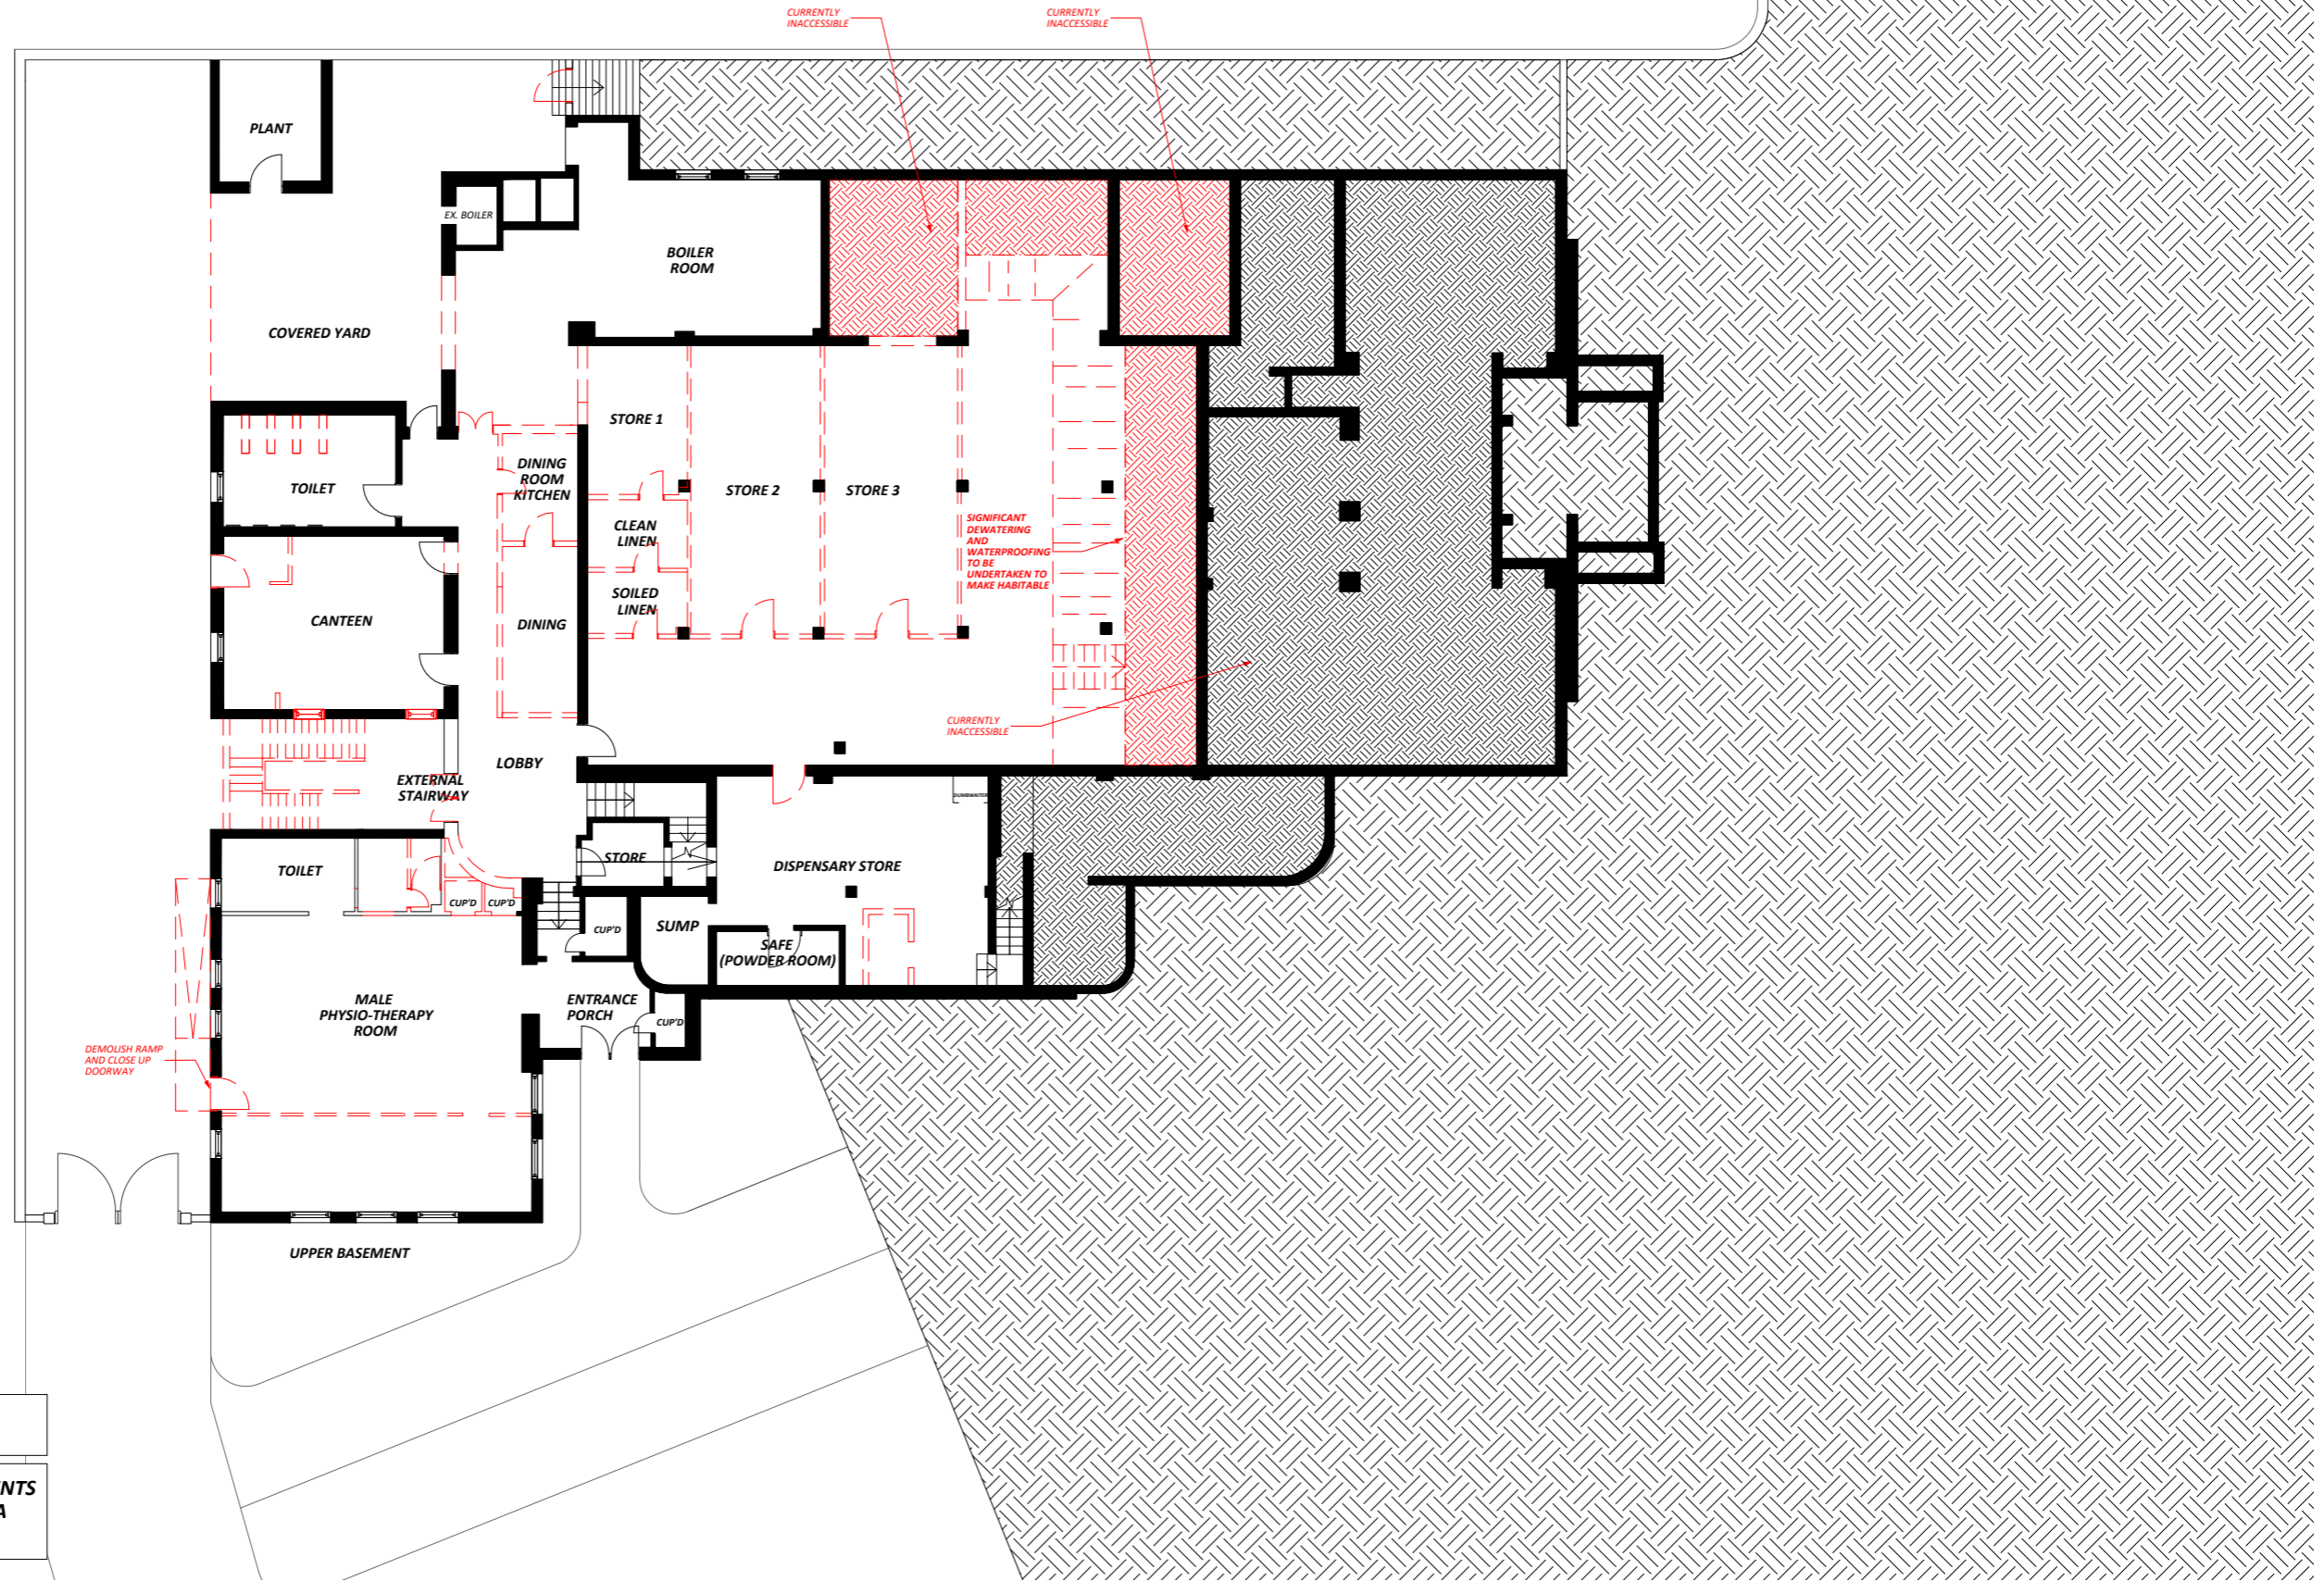 CURRENTLY
INACCESSIBLE
CURRENTLY
INACCESSIBLE
PLANT
EX. BOILER
BOILER
ROOM
COVERED YARD
STORE 1
DINING
ROOM
KITCHEN
TOILET
STORE 2
STORE 3
CLEAN
LINEN
SIGNIFICANT
DEWATERING
AND
WATERPROOFING
TO BE
UNDERTAKEN TO
MAKE HABITABLE
SOILED
LINEN
CANTEEN
DINING
CURRENTLY
INACCESSIBLE
LOBBY
EXTERNAL
STAIRWAY
DUMBWAITER
STORE
DISPENSARY STORE
TOILET
CUP'D
CUP'D
CUP'D
SUMP
SAFE
(POWDER ROOM)
MALE
PHYSIO-THERAPY
ROOM
ENTRANCE
PORCH
CUP'D
DEMOLISH RAMP
AND CLOSE UP
DOORWAY
UPPER BASEMENT
NTS
A